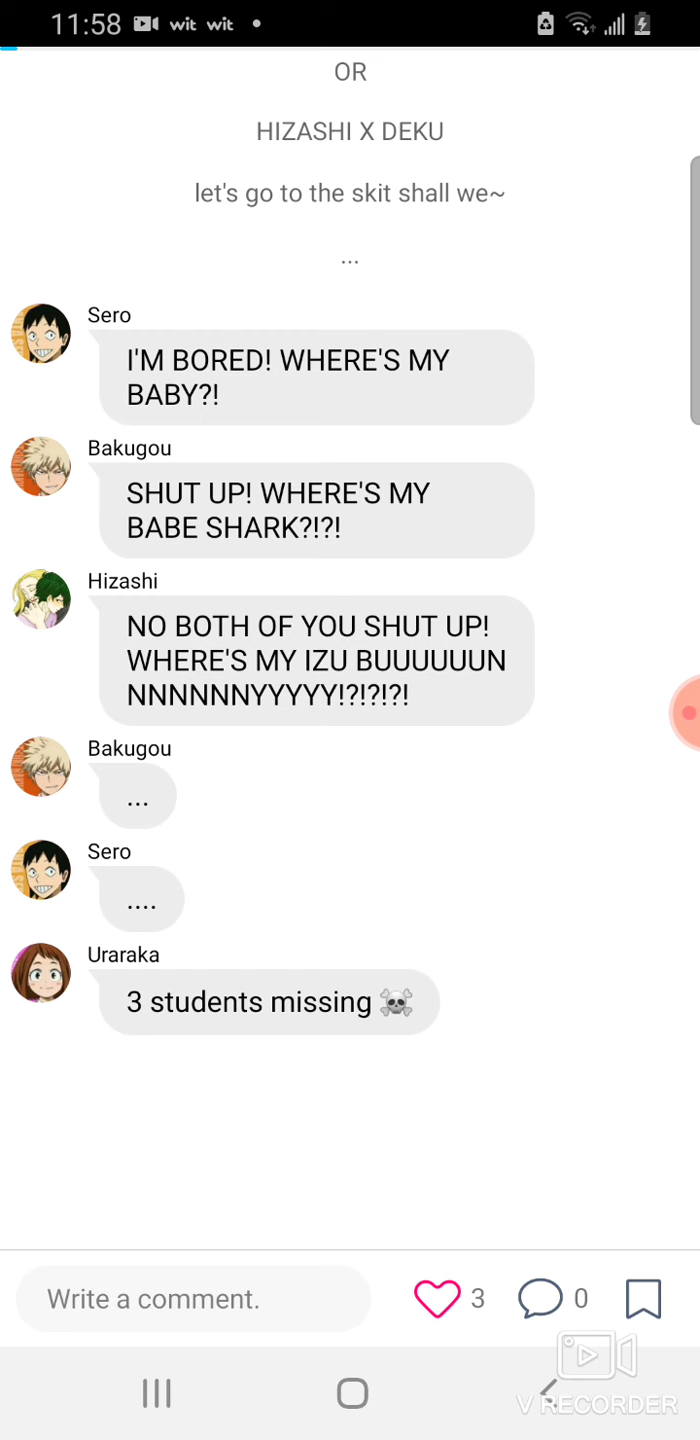 11:58 wit wit
OR
HIZASHI X DEKU
let's go to the skit shall we~
...
Sero
I'M BORED! WHERE'S MY
BABY?!
Bakugou
SHUT UP! WHERE'S MY
BABE SHARK?!?!
Hizashi
NO BOTH OF YOU SHUT UP!
WHERE'S MY IZU BUUUUUUN
NNNNNNYYYYY!?!?!?!
Bakugou
...
Sero
....
Uraraka
3 students missing ☠
Write a comment.
3
0
V RECORDER